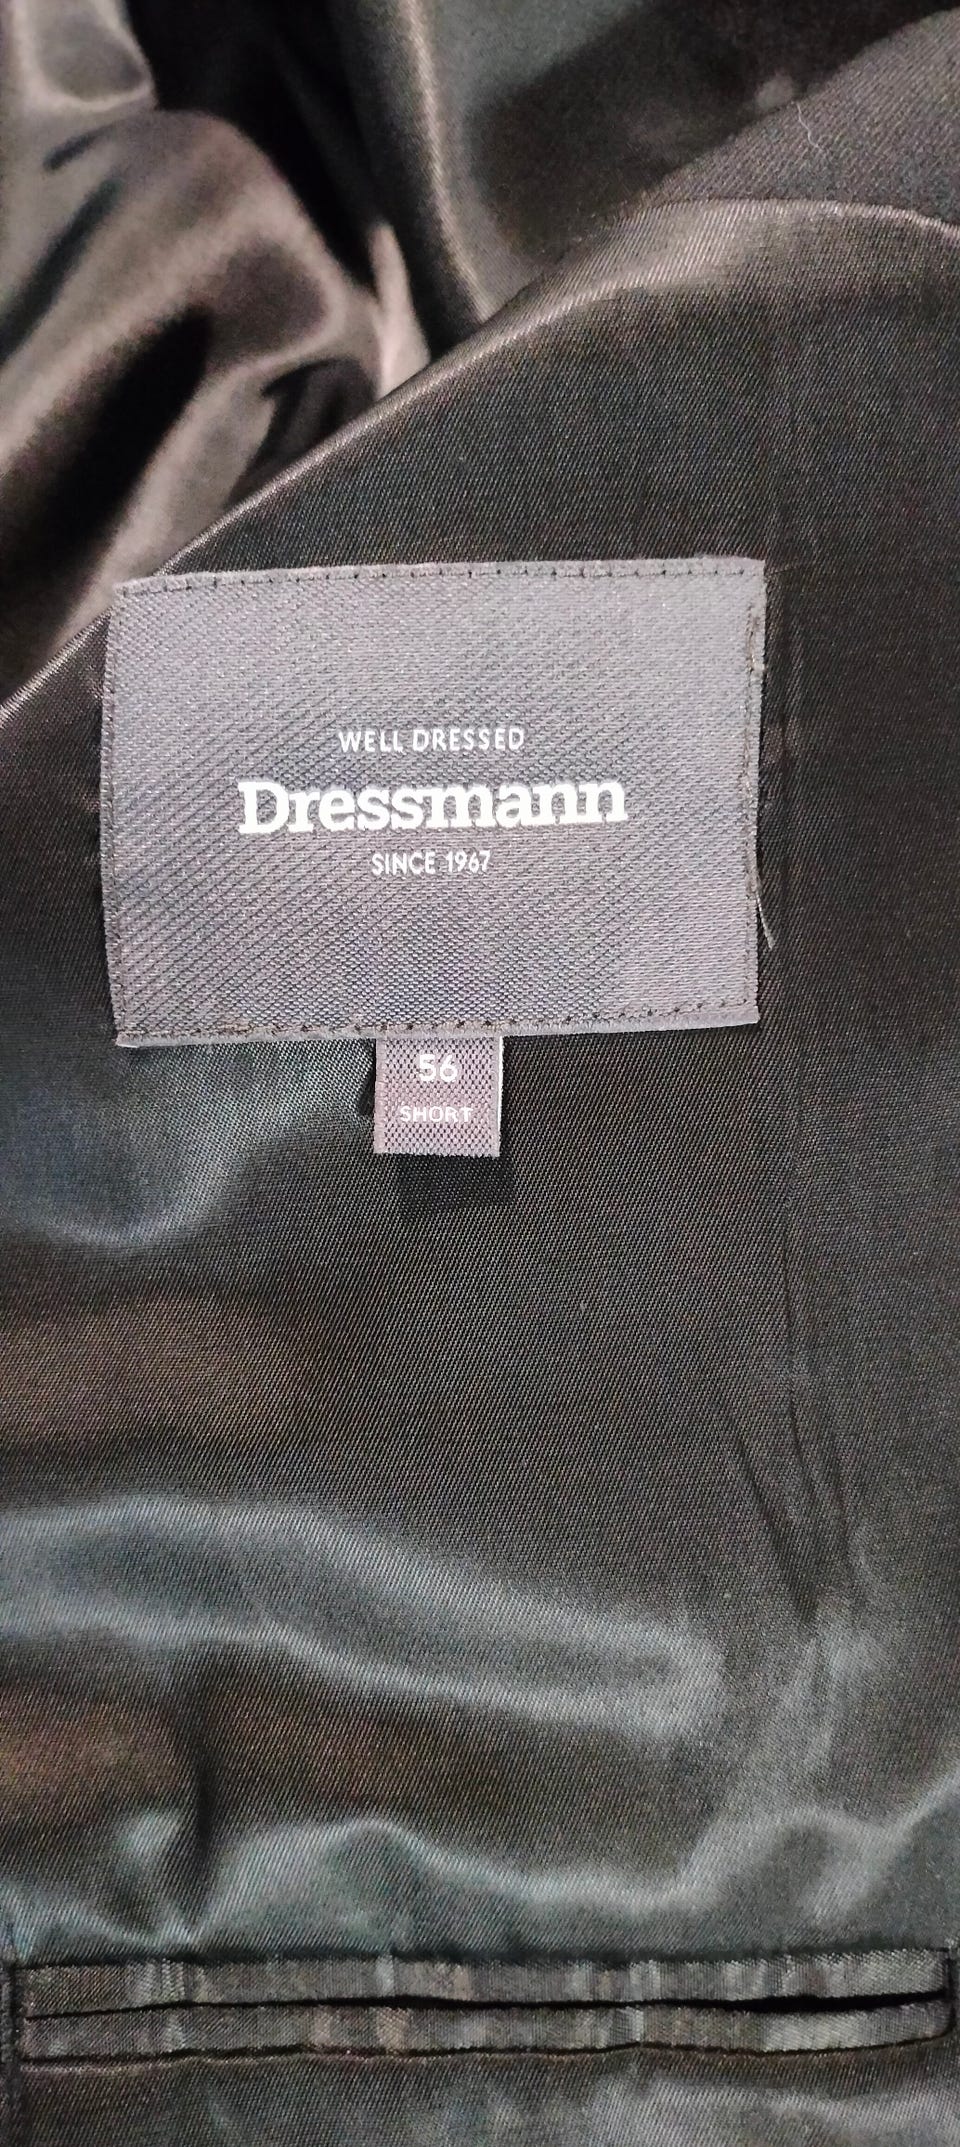 WELL DRESSED
Dressmann
SINCE 1967
56
SHORT